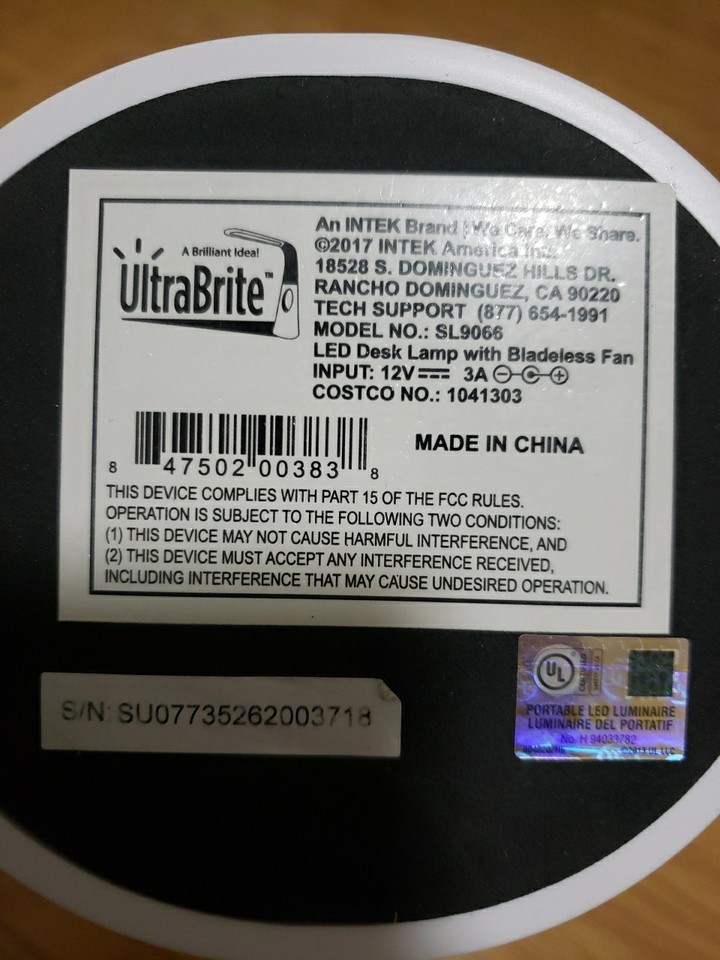 A Brilliant Idea!
UltraBrite™
An INTEK Brand | We Care. We Share.
©2017 INTEK America Inc.
18528 S. DOMINGUEZ HILLS DR.
RANCHO DOMINGUEZ, CA 90220
TECH SUPPORT (877) 654-1991
MODEL NO.: SL9066
LED Desk Lamp with Bladeless Fan
INPUT: 12V 3A
COSTCO NO.: 1041303
8 47502 00383 8
MADE IN CHINA
THIS DEVICE COMPLIES WITH PART 15 OF THE FCC RULES.
OPERATION IS SUBJECT TO THE FOLLOWING TWO CONDITIONS:
(1) THIS DEVICE MAY NOT CAUSE HARMFUL INTERFERENCE, AND
(2) THIS DEVICE MUST ACCEPT ANY INTERFERENCE RECEIVED,
INCLUDING INTERFERENCE THAT MAY CAUSE UNDESIRED OPERATION.
S/N: SU07735262003718
UL
PORTABLE LED LUMINAIRE
LUMINAIRE DEL PORTATIF
No. H 94033782
UL LLC